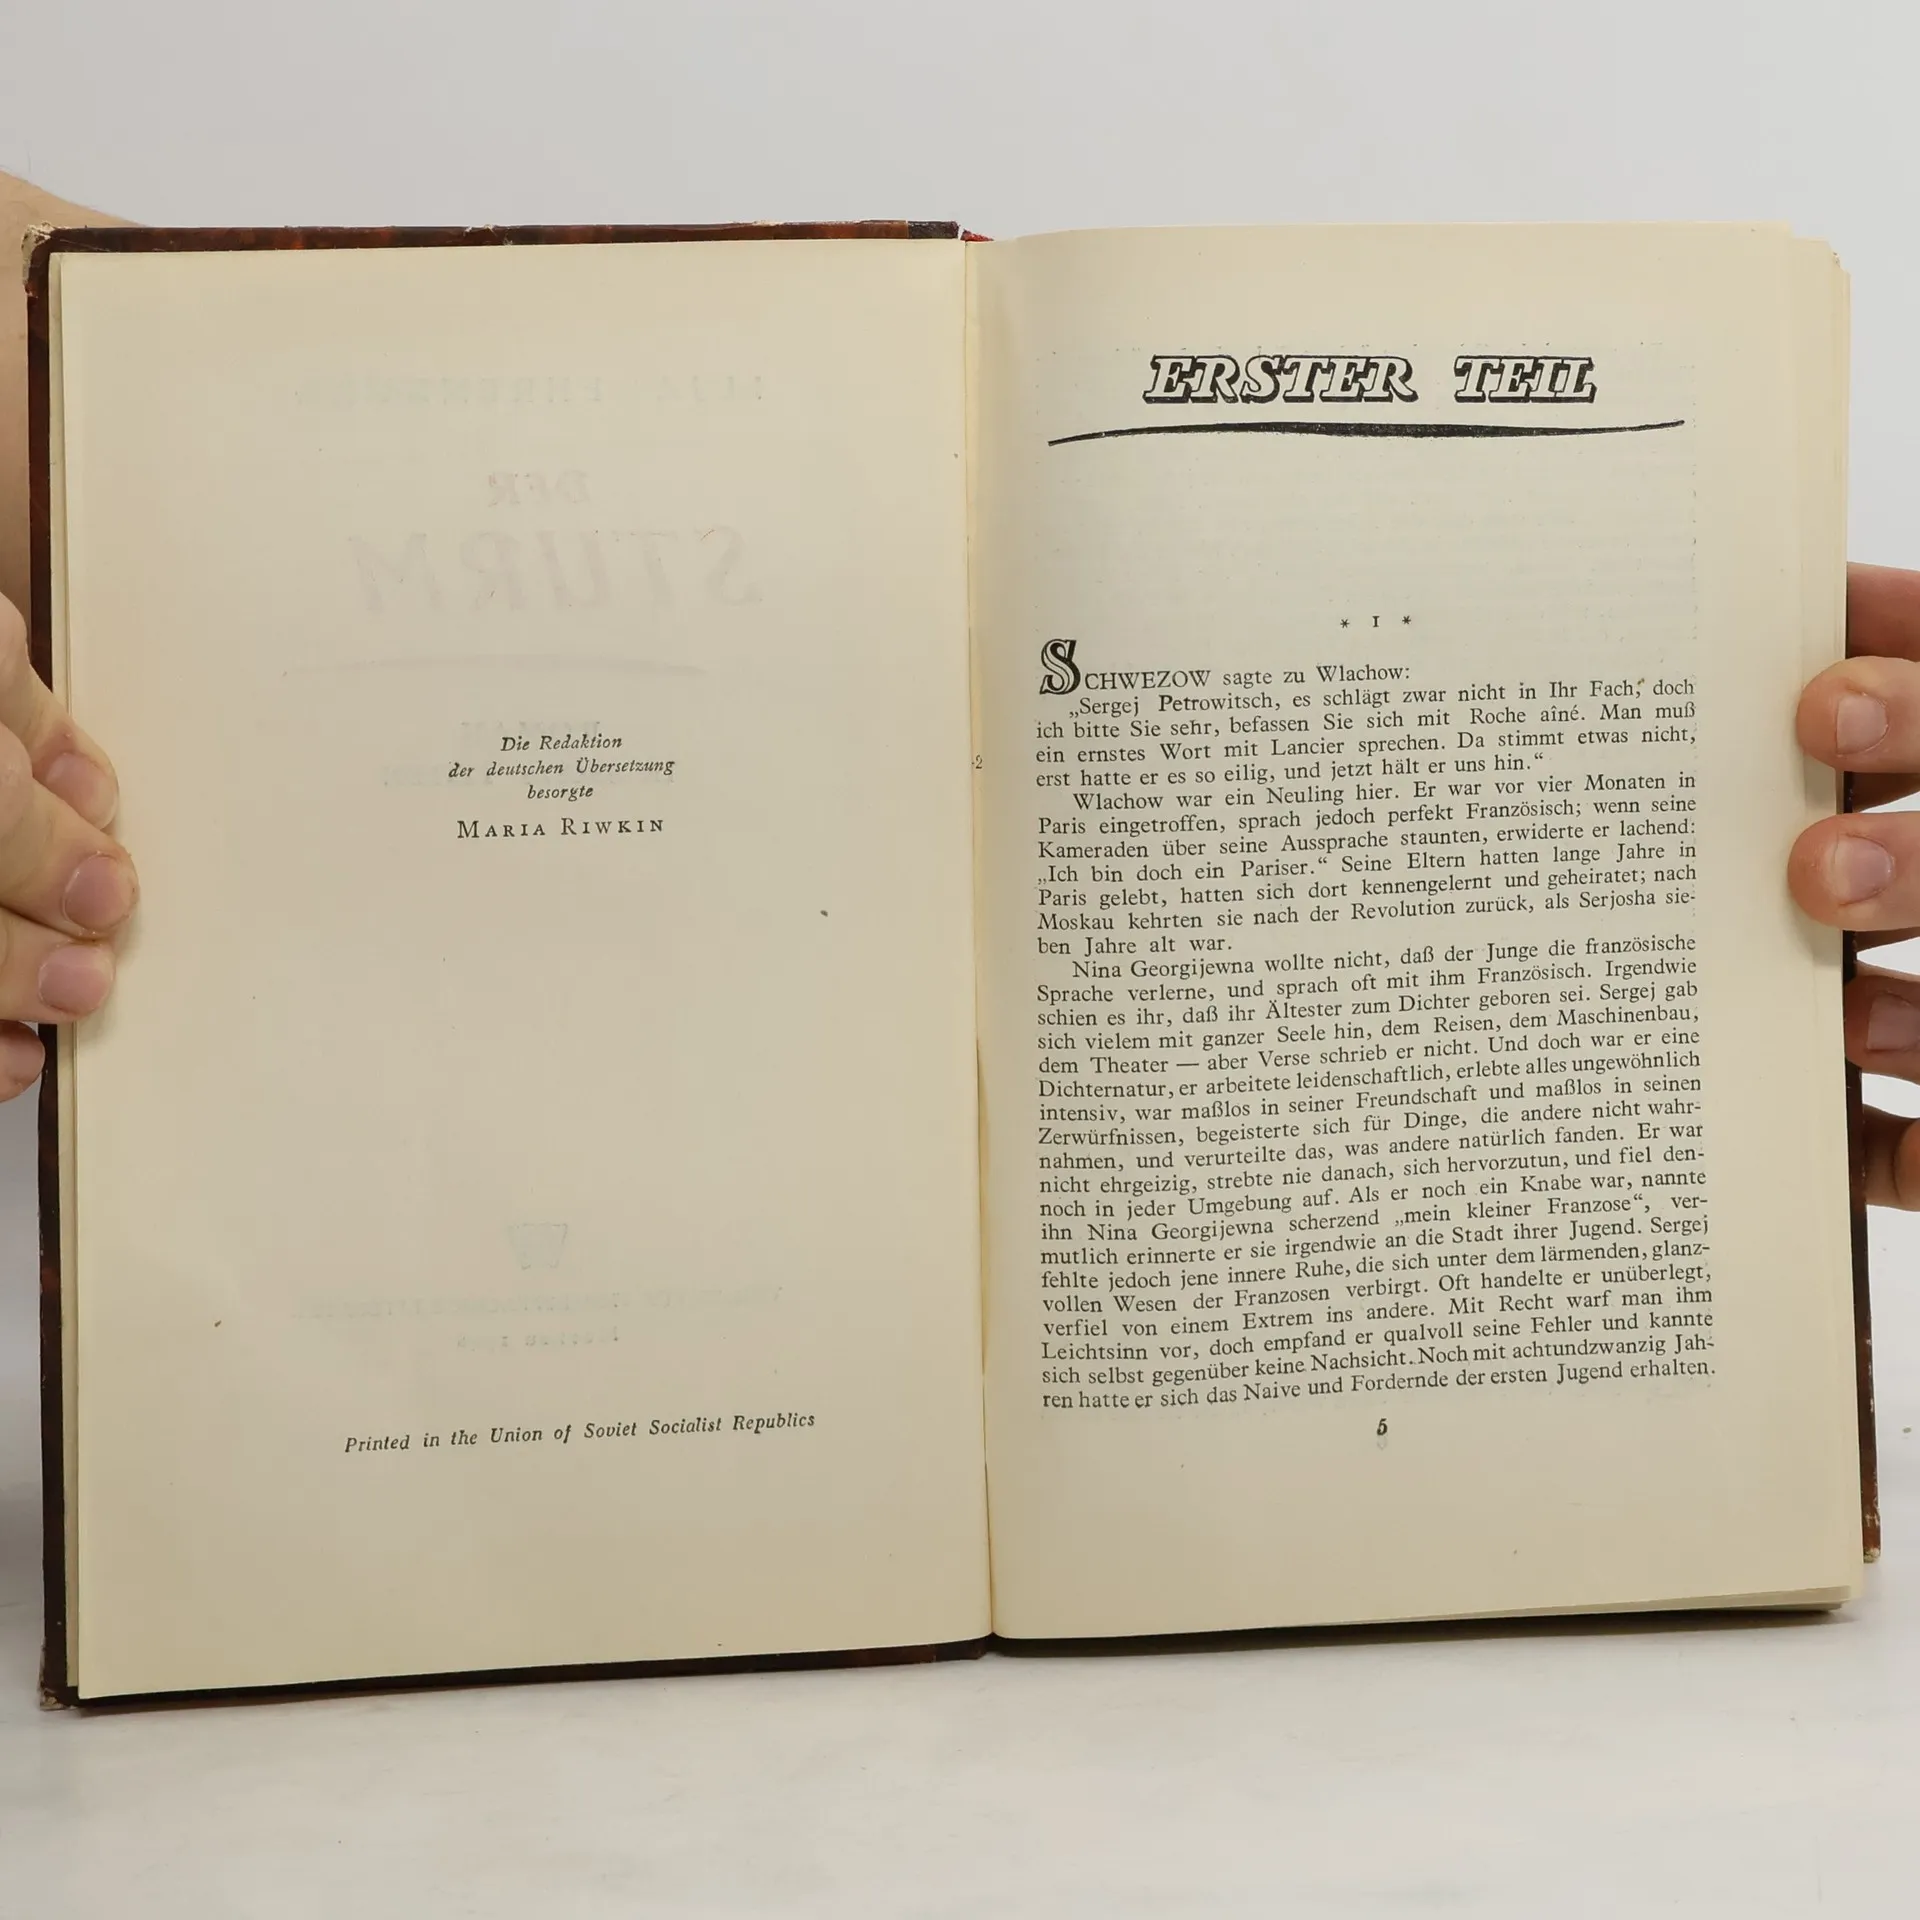 Die Redaktion
der deutschen Übersetzung
besorgte
MARIA RIWKIN
Printed in the Union of Soviet Socialist Republics
DER
STURM
ERSTER TEIL
* I *
SCHWEZOW sagte zu Wlachow:
„Sergej Petrowitsch, es schlägt zwar nicht in Ihr Fach, doch
ich bitte Sie sehr, befassen Sie sich mit Roche aîné. Man muß
ein ernstes Wort mit Lancier sprechen. Da stimmt etwas nicht,
erst hatte er es so eilig, und jetzt hält er uns hin.“
Wlachow war ein Neuling hier. Er war vor vier Monaten in
Paris eingetroffen, sprach jedoch perfekt Französisch; wenn seine
Kameraden über seine Aussprache staunten, erwiderte er lachend:
„Ich bin doch ein Pariser.“ Seine Eltern hatten lange Jahre in
Paris gelebt, hatten sich dort kennengelernt und geheiratet; nach
Moskau kehrten sie nach der Revolution zurück, als Serjosha sie-
ben Jahre alt war.
Nina Georgijewna wollte nicht, daß der Junge die französische
Sprache verlerne, und sprach oft mit ihm Französisch. Irgendwie
schien es ihr, daß ihr Ältester zum Dichter geboren sei. Sergej gab
sich vielem mit ganzer Seele hin, dem Reisen, dem Maschinenbau,
dem Theater — aber Verse schrieb er nicht. Und doch war er eine
Dichternatur, er arbeitete leidenschaftlich, erlebte alles ungewöhnlich
intensiv, war maßlos in seiner Freundschaft und maßlos in seinen
Zerwürfnissen, begeisterte sich für Dinge, die andere nicht wahr-
nahmen, und verurteilte das, was andere natürlich fanden. Er war
nicht ehrgeizig, strebte nie danach, sich hervorzutun, und fiel den-
noch in jeder Umgebung auf. Als er noch ein Knabe war, nannte
ihn Nina Georgijewna scherzend „mein kleiner Franzose“, ver-
mutlich erinnerte er sie irgendwie an die Stadt ihrer Jugend. Sergej
fehlte jedoch jene innere Ruhe, die sich unter dem lärmenden, glanz-
vollen Wesen der Franzosen verbirgt. Oft handelte er unüberlegt,
verfiel von einem Extrem ins andere. Mit Recht warf man ihm
Leichtsinn vor, doch empfand er qualvoll seine Fehler und kannte
sich selbst gegenüber keine Nachsicht. Noch mit achtundzwanzig Jah-
ren hatte er sich das Naive und Fordernde der ersten Jugend erhalten.
5